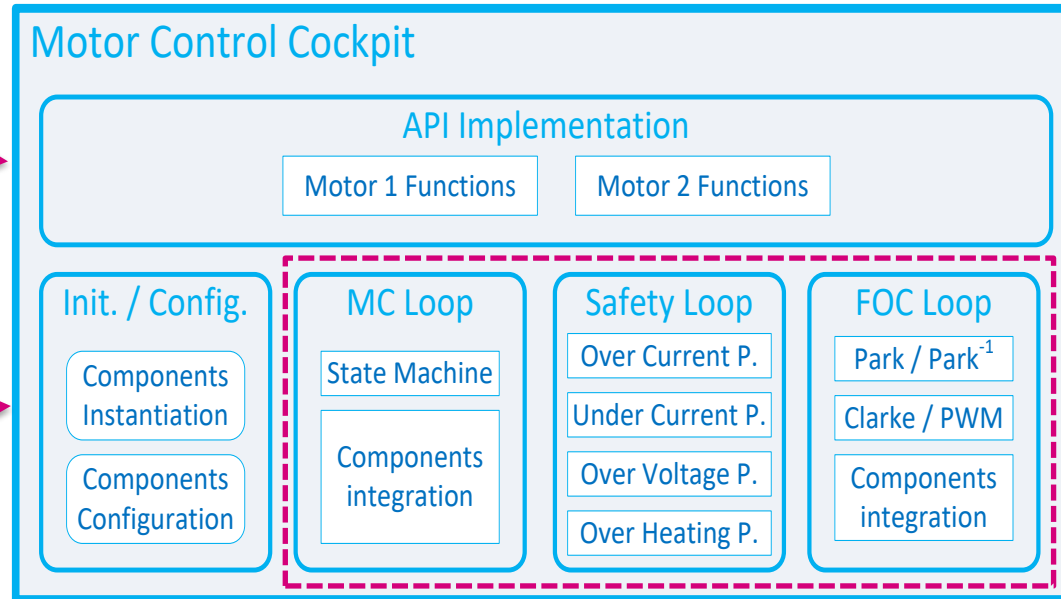 Motor Control Cockpit
API Implementation
Motor 1 Functions
Motor 2 Functions
Init. / Config.
Components
Instantiation
Components
Configuration
MC Loop
State Machine
Components
integration
Safety Loop
Over Current P.
Under Current P.
Over Voltage P.
Over Heating P.
FOC Loop
Park / Park⁻¹
Clarke / PWM
Components
integration